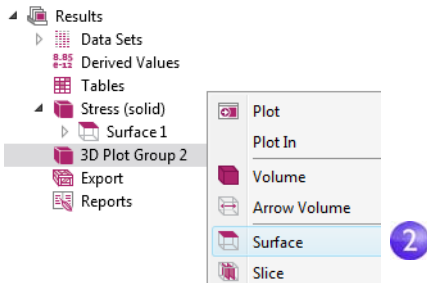 Results
Data Sets
8.85
e-12 Derived Values
Tables
Stress (solid)
Surface 1
3D Plot Group 2
Export
Reports
Plot
Plot In
Volume
Arrow Volume
Surface
2
Slice